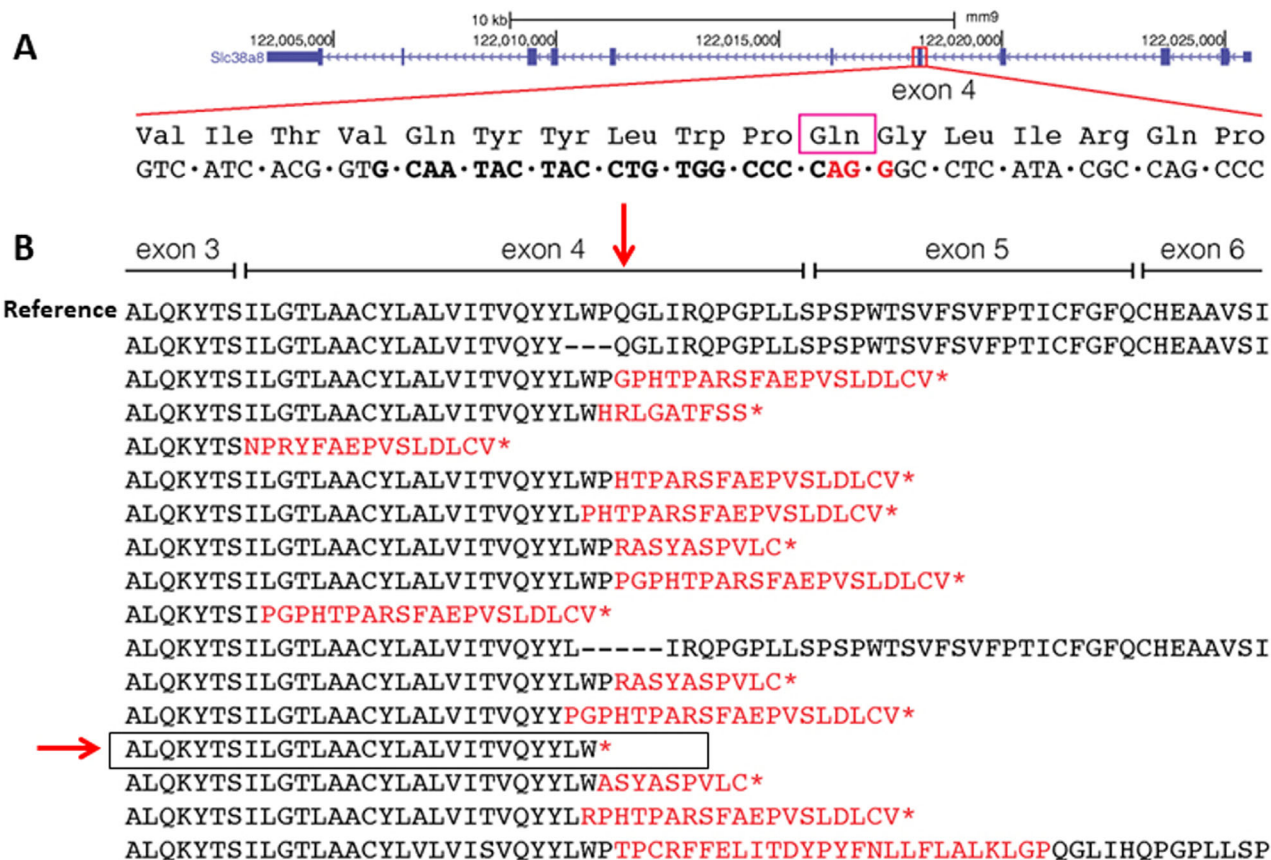 A
10 kb mm9
122,005,000 122,010,000 122,015,000 122,020,000 122,025,000
Slc38a8
exon 4
Val Ile Thr Val Gln Tyr Tyr Leu Trp Pro Gln Gly Leu Ile Arg Gln Pro
GTC·ATC·ACG·GTG·CAA·TAC·TAC·CTG·TGG·CCC·CAG·GGC·CTC·ATA·CGC·CAG·CCC
B
exon 3 exon 4 exon 5 exon 6
Reference ALQKYTSILGTLAACYLALVITVQYYLWPQGLIRQPGPLLSPSPWTSVFSVFPTICFGFQCHEAAVSI
ALQKYTSILGTLAACYLALVITVQYY---QGLIRQPGPLLSPSPWTSVFSVFPTICFGFQCHEAAVSI
ALQKYTSILGTLAACYLALVITVQYYLWPGPHTPARSFAEPVSLDLCV*
ALQKYTSILGTLAACYLALVITVQYYLWHRLGATFSS*
ALQKYTSNPRYFAEPVSLDLCV*
ALQKYTSILGTLAACYLALVITVQYYLWPHTPARSFAEPVSLDLCV*
ALQKYTSILGTLAACYLALVITVQYYLPHTPARSFAEPVSLDLCV*
ALQKYTSILGTLAACYLALVITVQYYLWPRASYASPVLC*
ALQKYTSILGTLAACYLALVITVQYYLWPPGPHTPARSFAEPVSLDLCV*
ALQKYTSIPGPHTPARSFAEPVSLDLCV*
ALQKYTSILGTLAACYLALVITVQYYL-----IRQPGPLLSPSPWTSVFSVFPTICFGFQCHEAAVSI
ALQKYTSILGTLAACYLALVITVQYYLWPRASYASPVLC*
ALQKYTSILGTLAACYLALVITVQYYPGPHTPARSFAEPVSLDLCV*
ALQKYTSILGTLAACYLALVITVQYYLW*
ALQKYTSILGTLAACYLALVITVQYYLWASYASPVLC*
ALQKYTSILGTLAACYLALVITVQYYLRPHTPARSFAEPVSLDLCV*
ALQKYTSILGTLAACYLVLVISVQYYLWPTPCRFFELITDYPYFNLLFLALKLGPQGLIHQPGPLLSP